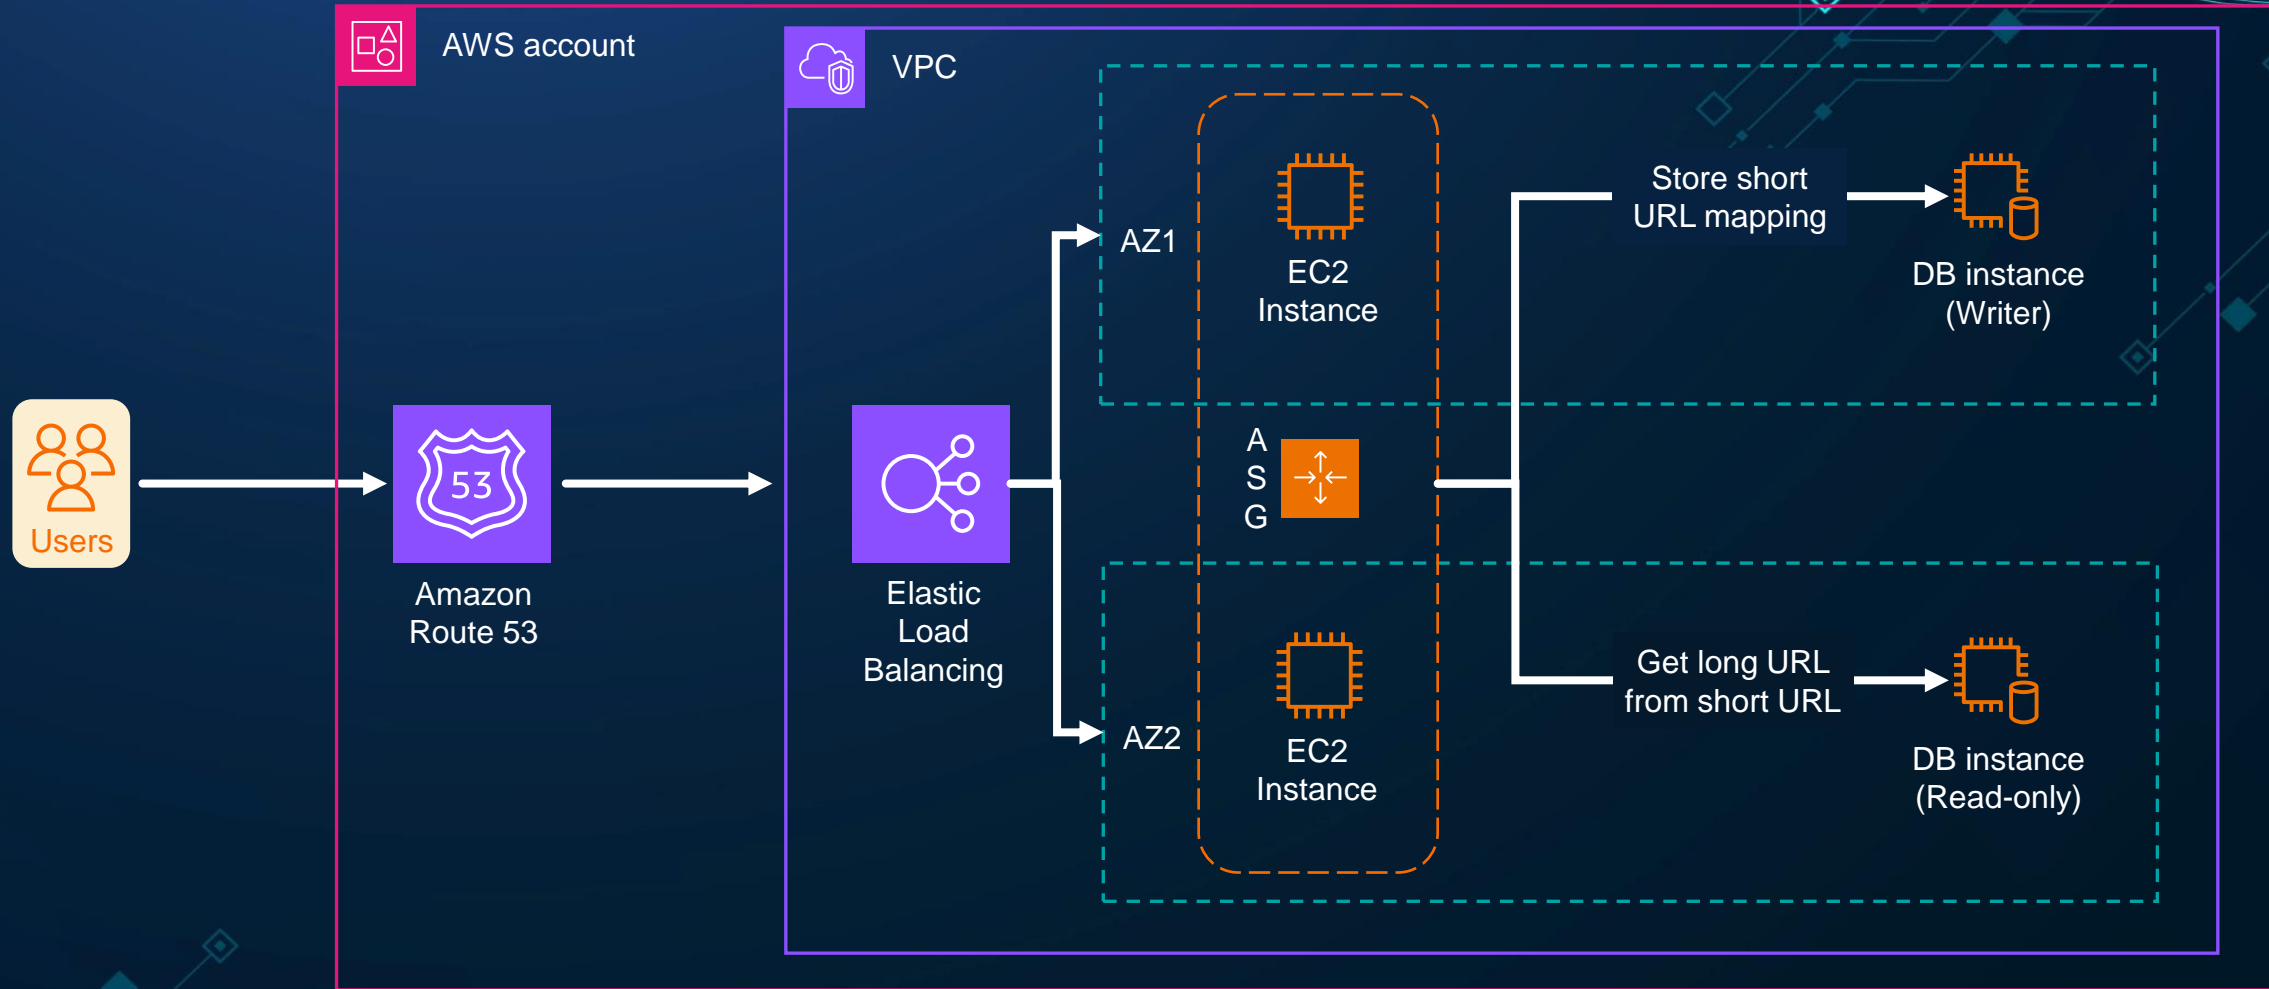 AWS account
VPC
AZ1
EC2
Instance
Store short
URL mapping
DB instance
(Writer)
Users
53
Amazon
Route 53
Elastic
Load
Balancing
A
S
G
AZ2
EC2
Instance
Get long URL
from short URL
DB instance
(Read-only)